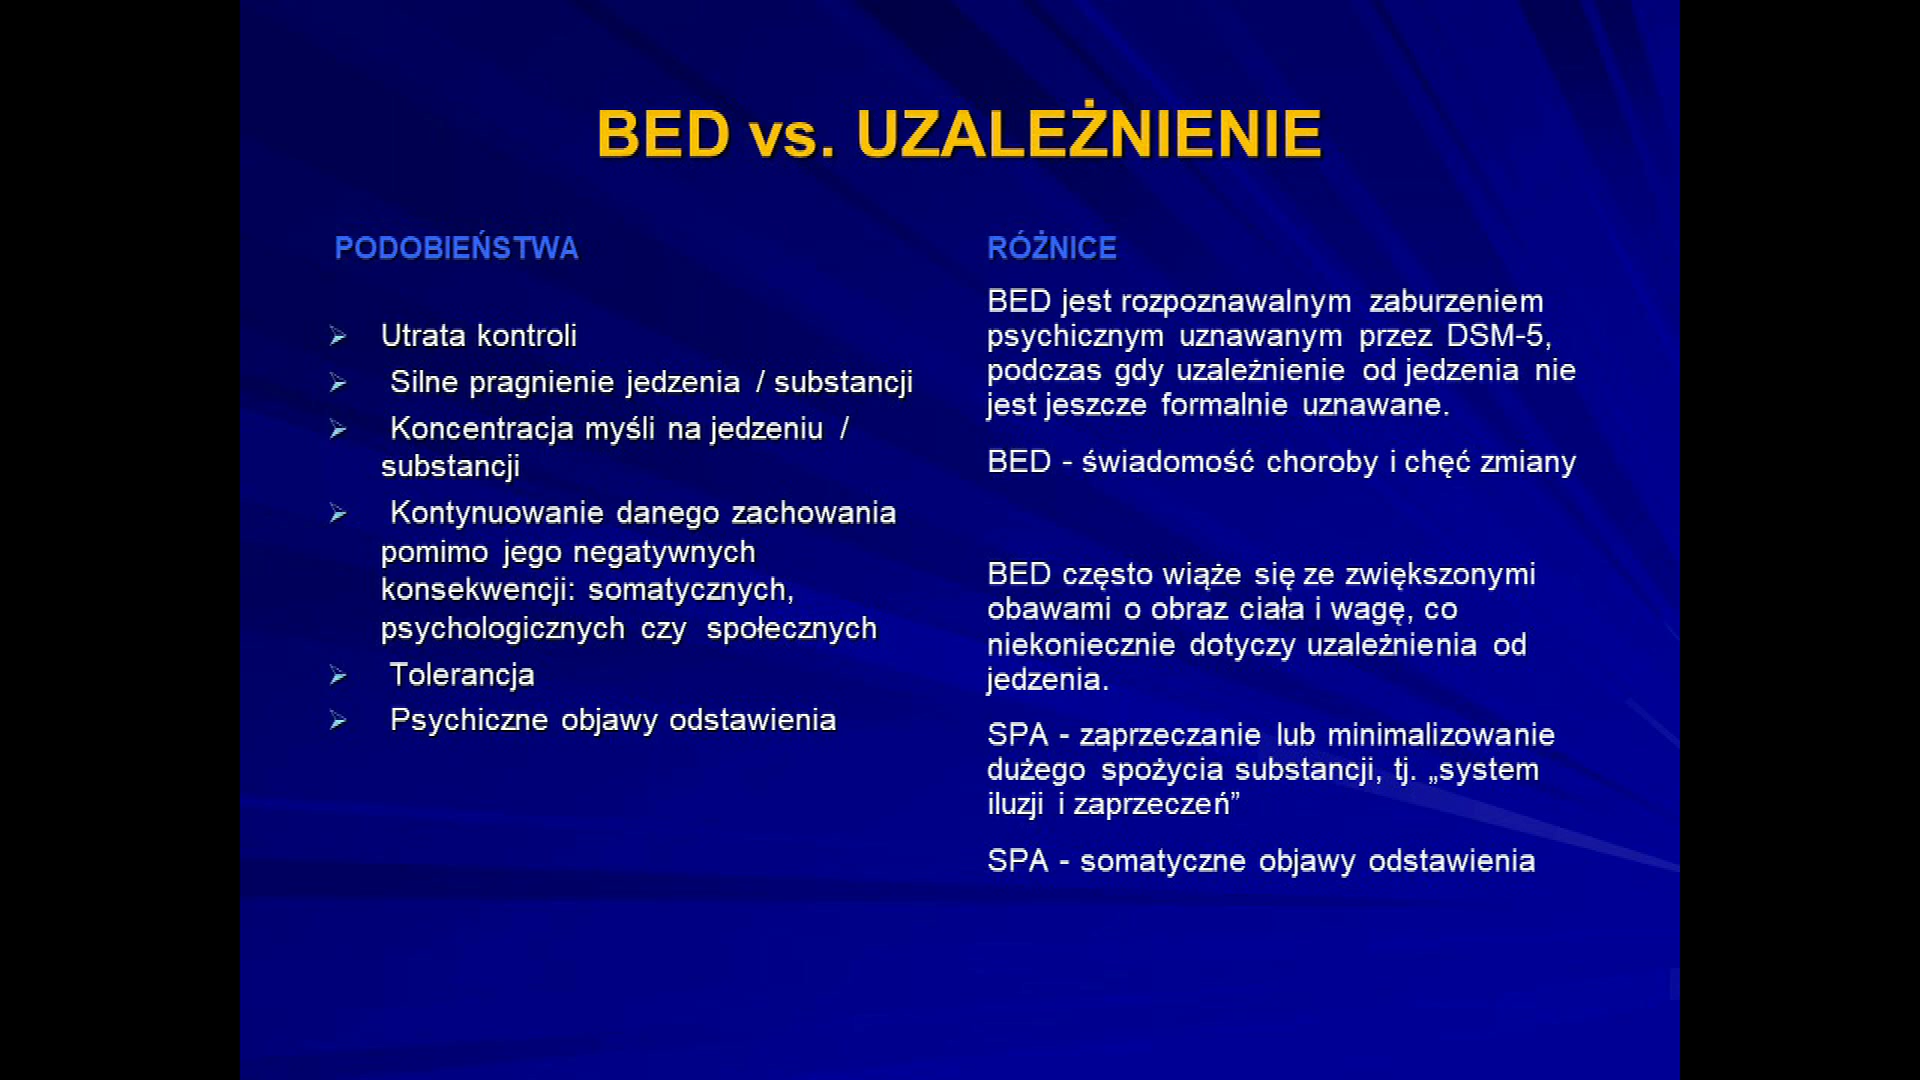 BED vs. UZALEŻNIENIE
PODOBIEŃSTWA
Utrata kontroli
Silne pragnienie jedzenia / substancji
Koncentracja myśli na jedzeniu /
substancji
Kontynuowanie danego zachowania
pomimo jego negatywnych
konsekwencji: somatycznych,
psychologicznych czy społecznych
Tolerancja
Psychiczne objawy odstawienia
RÓŻNICE
BED jest rozpoznawalnym zaburzeniem
psychicznym uznawanym przez DSM-5,
podczas gdy uzależnienie od jedzenia nie
jest jeszcze formalnie uznawane.
BED - świadomość choroby i chęć zmiany
BED często wiąże się ze zwiększonymi
obawami o obraz ciała i wagę, co
niekoniecznie dotyczy uzależnienia od
jedzenia.
SPA - zaprzeczanie lub minimalizowanie
dużego spożycia substancji, tj. „system
iluzji i zaprzeczeń”
SPA - somatyczne objawy odstawienia